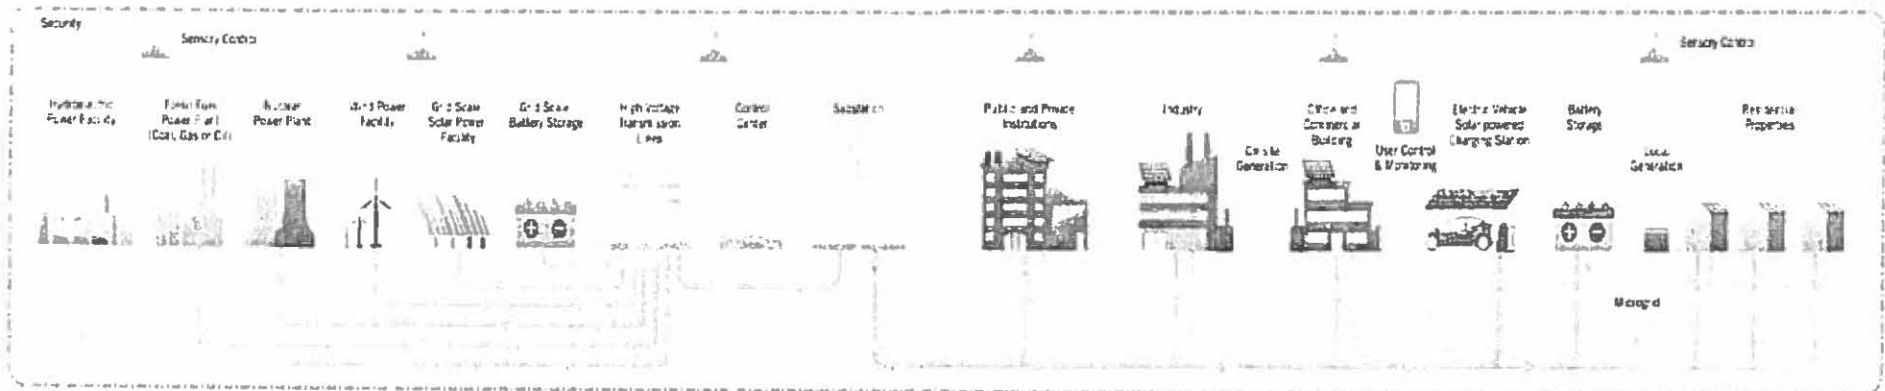 Security
Sensory Control
Sensory Control
Hydroelectric
Power Facility
Fossil Fuel
Power Plant
(Coal, Gas or Oil)
Nuclear
Power Plant
Wind Power
Facility
Grid Scale
Solar Power
Facility
Grid Scale
Battery Storage
High Voltage
Transmission
Lines
Control
Center
Substation
Public and Private
Institutions
Industry
On site
Generation
Office and
Commercial
Building
User Control
& Monitoring
Electric Vehicle
Solar powered
Charging Station
Battery
Storage
Local
Generation
Residential
Properties
Microgrid